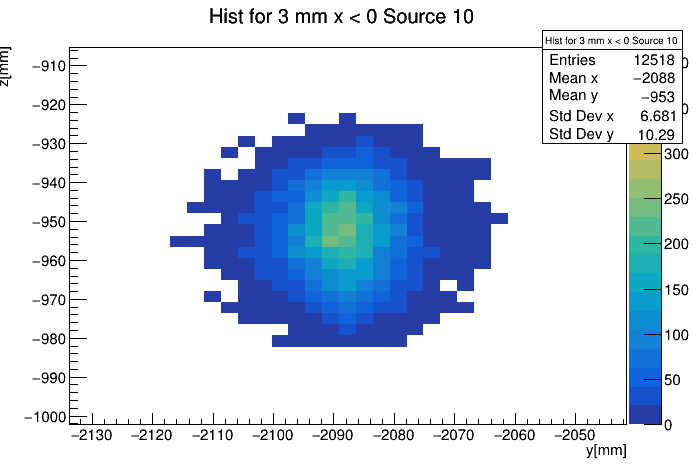 Hist for 3 mm x < 0 Source 10
z[mm]
Hist for 3 mm x < 0 Source 10
Entries 12518
Mean x −2088
Mean y −953
Std Dev x 6.681
Std Dev y 10.29
−910
−920
−930
−940
−950
−960
−970
−980
−990
−1000
300
250
200
150
100
50
0
−2130 −2120 −2110 −2100 −2090 −2080 −2070 −2060 −2050
y[mm]